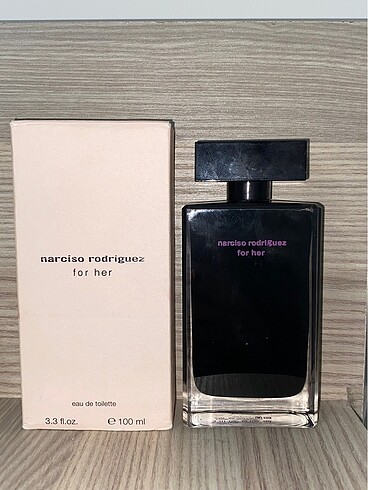 narciso rodriguez
for her
eau de toilette
3.3 fl.oz. ℮ 100 ml
narciso rodriguez
for her